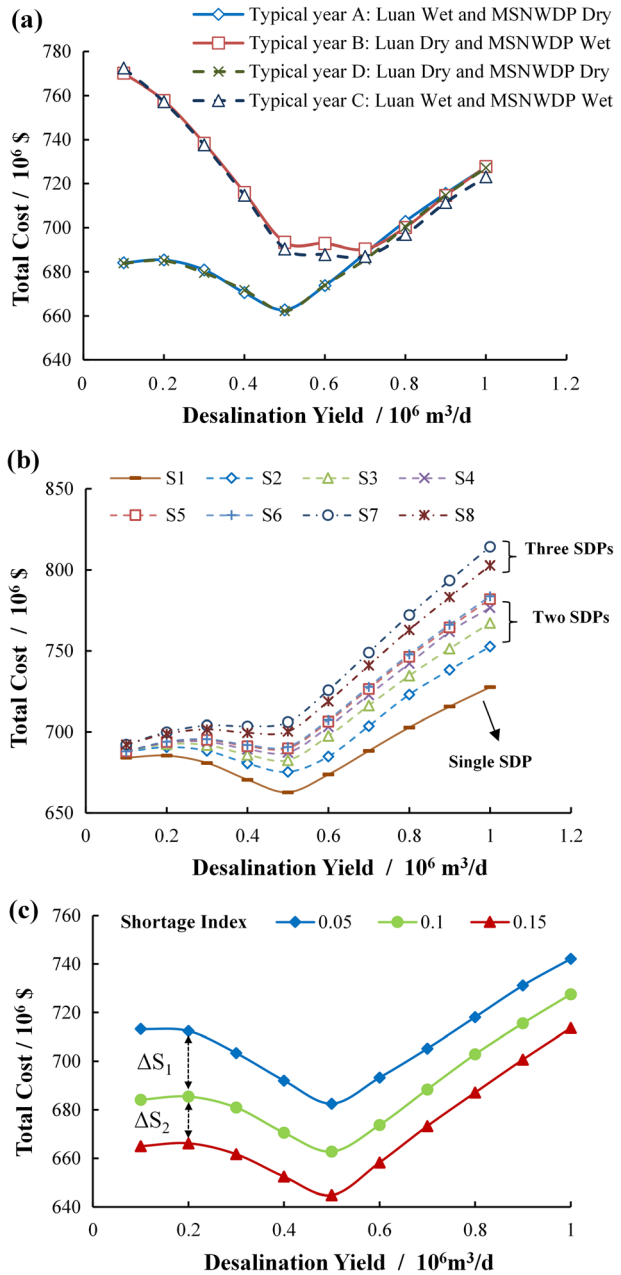 (a)
Typical year A: Luan Wet and MSNWDP Dry
Typical year B: Luan Dry and MSNWDP Wet
Typical year D: Luan Dry and MSNWDP Dry
Typical year C: Luan Wet and MSNWDP Wet
Total Cost / 10⁶ $
780
760
740
720
700
680
660
640
0 0.2 0.4 0.6 0.8 1 1.2
Desalination Yield / 10⁶ m³/d
(b)
S1 S2 S3 S4
S5 S6 S7 S8
Total Cost / 10⁶ $
850
800
750
700
650
Three SDPs
Two SDPs
Single SDP
0 0.2 0.4 0.6 0.8 1 1.2
Desalination Yield / 10⁶ m³/d
(c)
Shortage Index 0.05 0.1 0.15
Total Cost / 10⁶ $
760
740
720
700
680
660
640
ΔS₁
ΔS₂
0 0.2 0.4 0.6 0.8 1
Desalination Yield / 10⁶m³/d